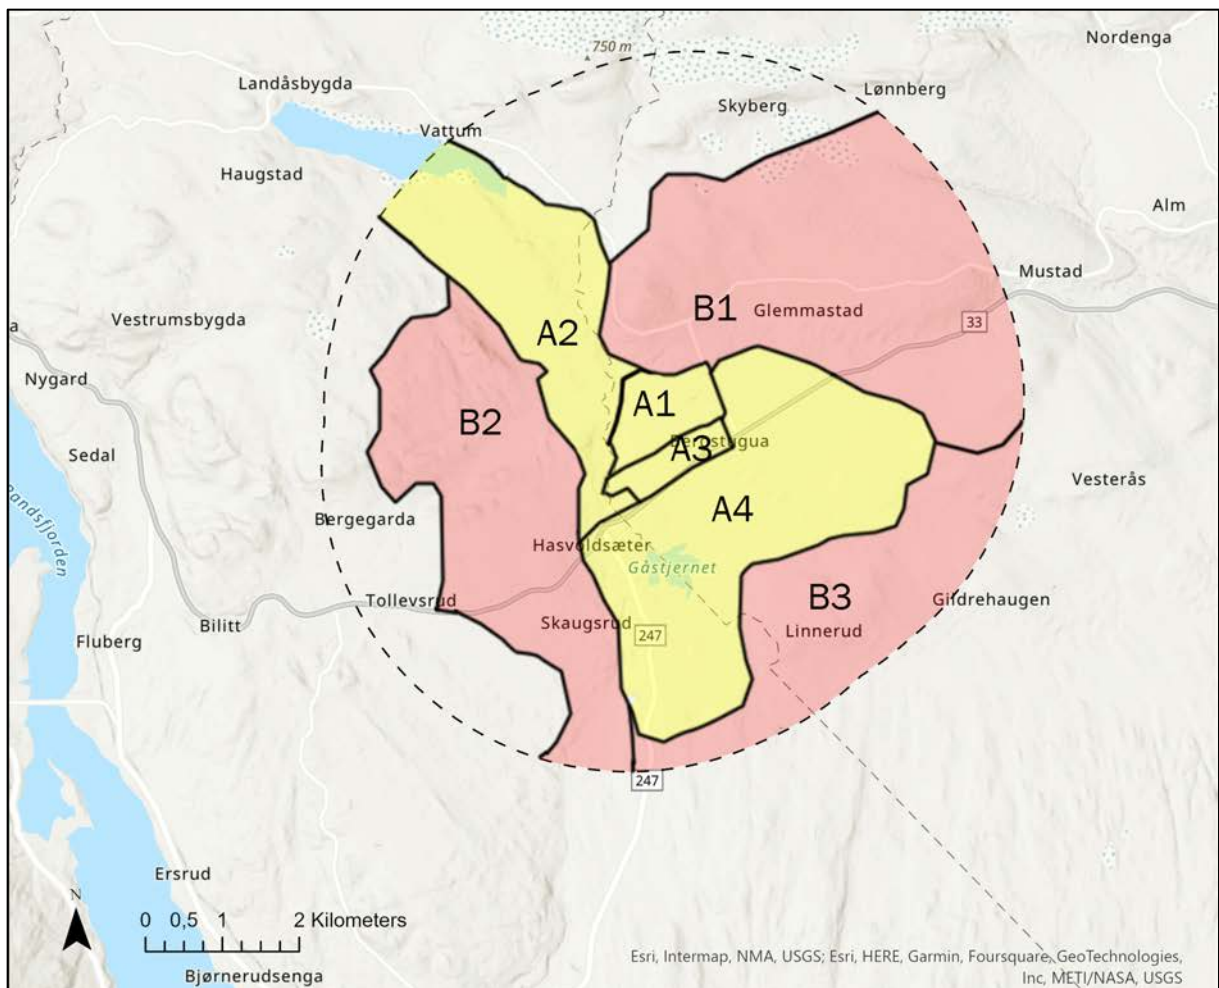 Nordenga
750 m
Landåsbygda
Lønnberg
Skyberg
Vattum
Haugstad
Alm
Mustad
B1
Glemmastad
Vestrumsbygda
33
a
A2
Nygard
A1
B2
Bergstugua
A3
Sedal
Vesterås
Randsfjorden
A4
Bergegarda
Hasvoldsæter
Gåstjernet
Tollevsrud
B3
Gildrehaugen
Bilitt
Skaugsrud
Linnerud
Fluberg
247
247
Ersrud
N
0 0,5 1 2 Kilometers
Esri, Intermap, NMA, USGS; Esri, HERE, Garmin, Foursquare, GeoTechnologies,
Inc, METI/NASA, USGS
Bjørnerudsenga